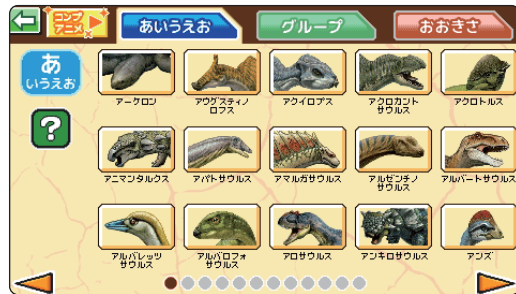 コンプ
アニメ
あいうえお
グループ
おおきさ
あ
いうえお
?
アーケロン
アウグスティノ
ロフス
アクイロプス
アクロカント
サウルス
アクロトルス
アニマンタルクス
アパトサウルス
アマルガサウルス
アルゼンチノ
サウルス
アルバートサウルス
アルバレッツ
サウルス
アルバロフォ
サウルス
アロサウルス
アンキロサウルス
アンズ